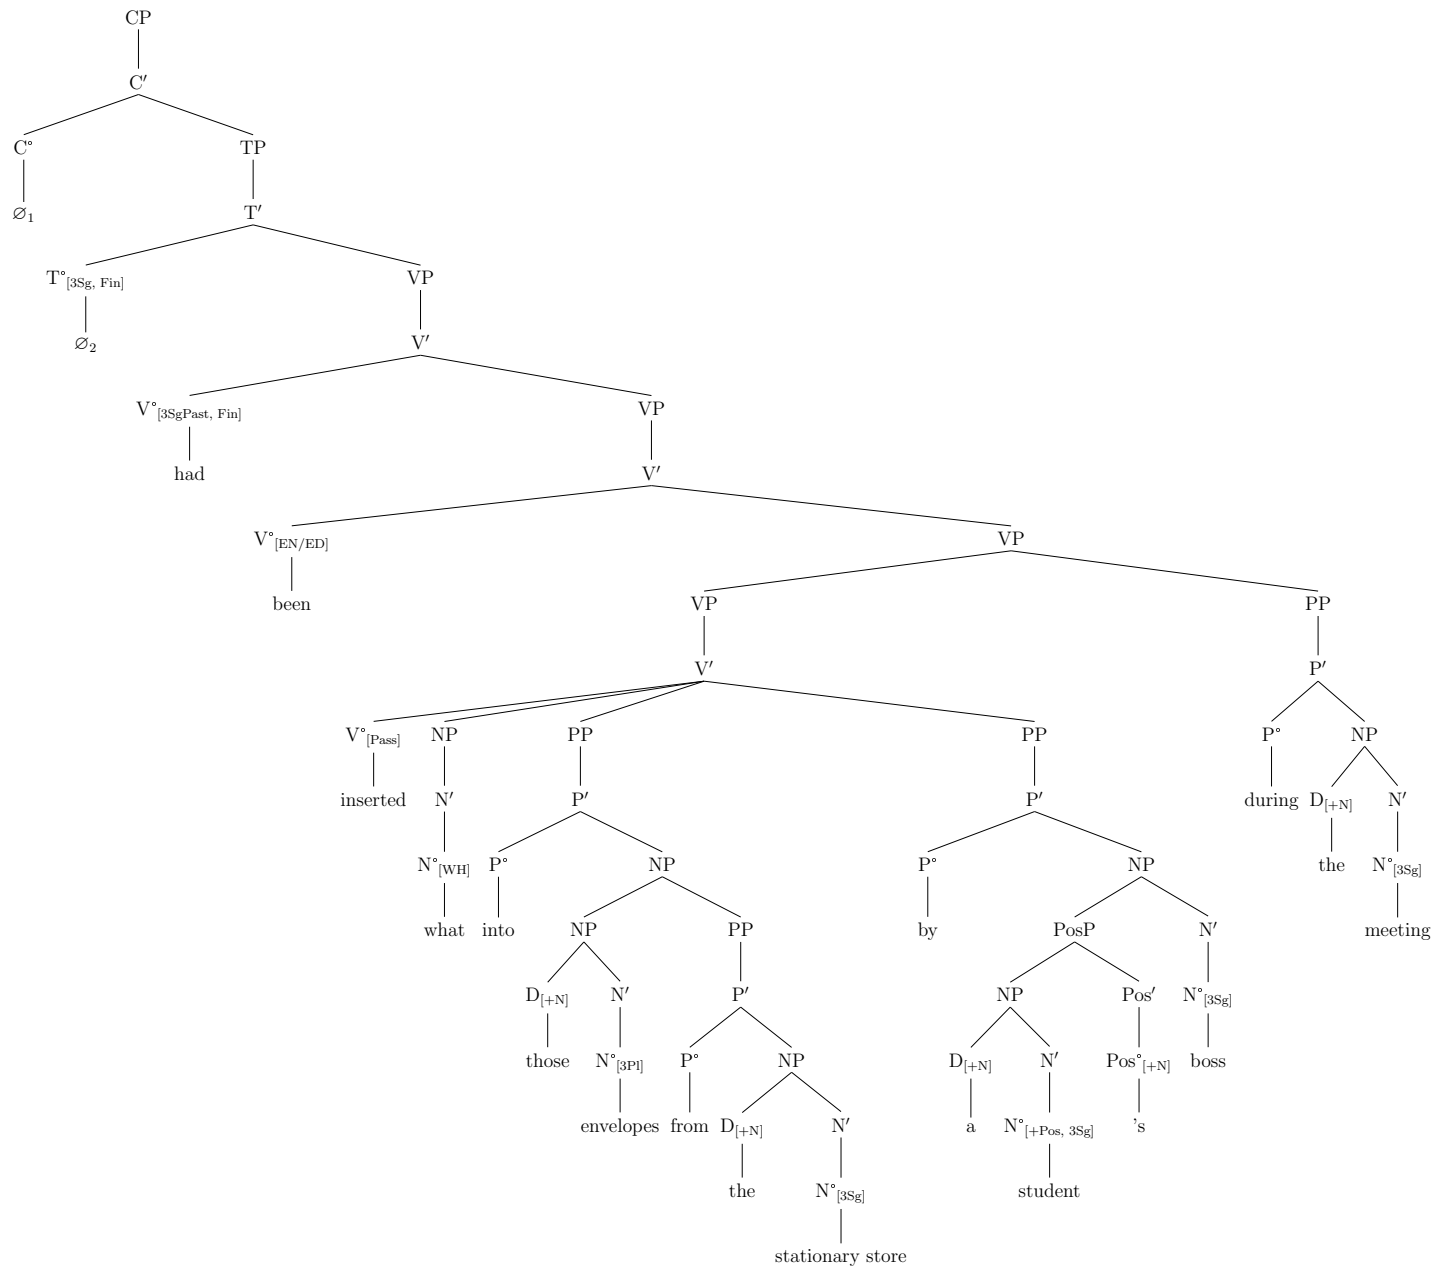 CP
C′
C° TP
∅1 T′
T°[3Sg, Fin] VP
∅2 V′
V°[3SgPast, Fin] VP
had V′
V°[EN/ED] VP
been VP PP
V′ P′
V°[Pass] NP PP PP P° NP
inserted N′ P′ P′ during D[+N] N′
N°[WH] P° NP P° NP the N°[3Sg]
what into NP PP by PosP N′ meeting
D[+N] N′ P′ NP Pos′ N°[3Sg]
those N°[3Pl] P° NP D[+N] N′ Pos°[+N] boss
envelopes from D[+N] N′ a N°[+Pos, 3Sg] 's
the N°[3Sg] student
stationary store